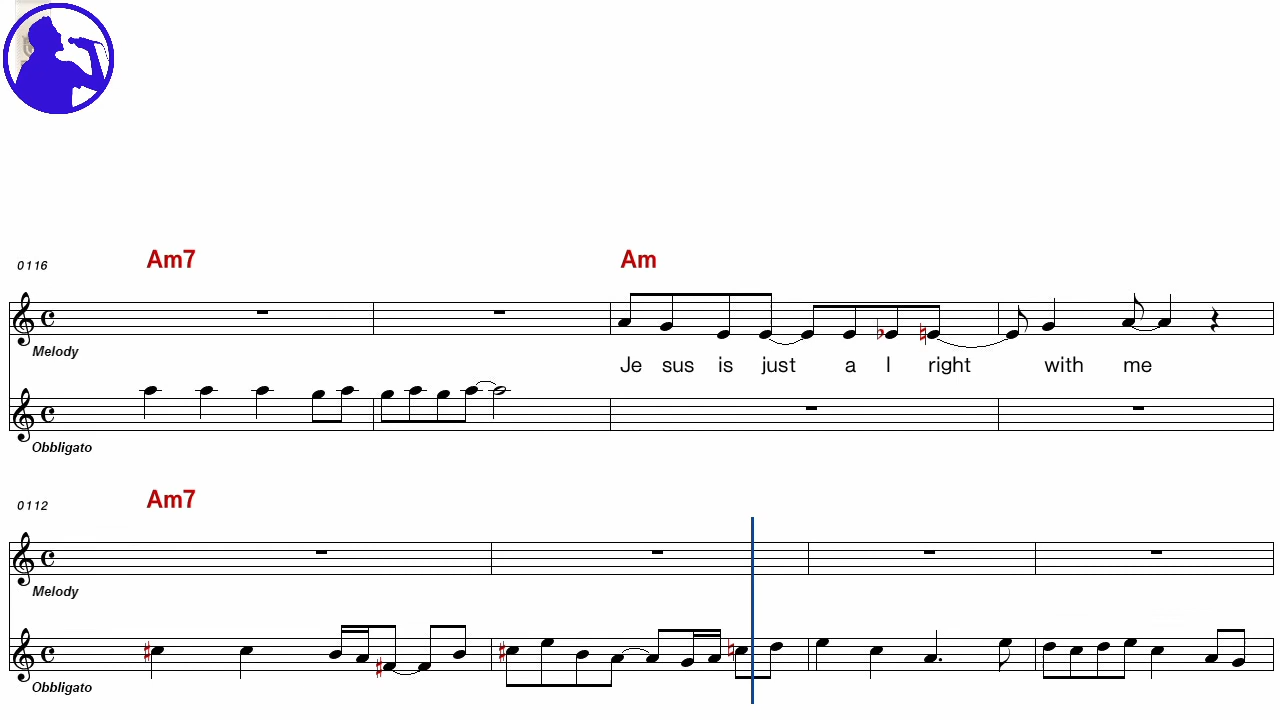 Am7 Am
0116
Melody
Je sus is just a I right with me
Obbligato
Am7
0112
Melody
Obbligato